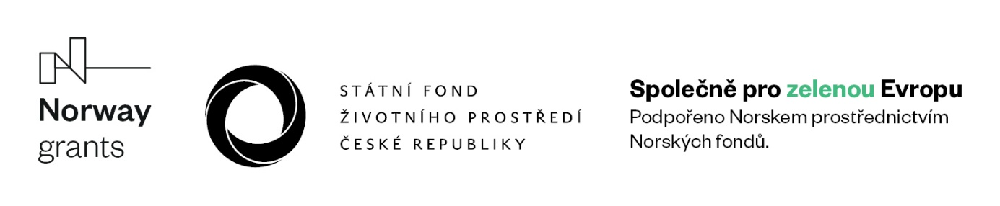 Norway
grants
STÁTNÍ FOND
ŽIVOTNÍHO PROSTŘEDÍ
ČESKÉ REPUBLIKY
Společně pro zelenou Evropu
Podpořeno Norskem prostřednictvím
Norských fondů.